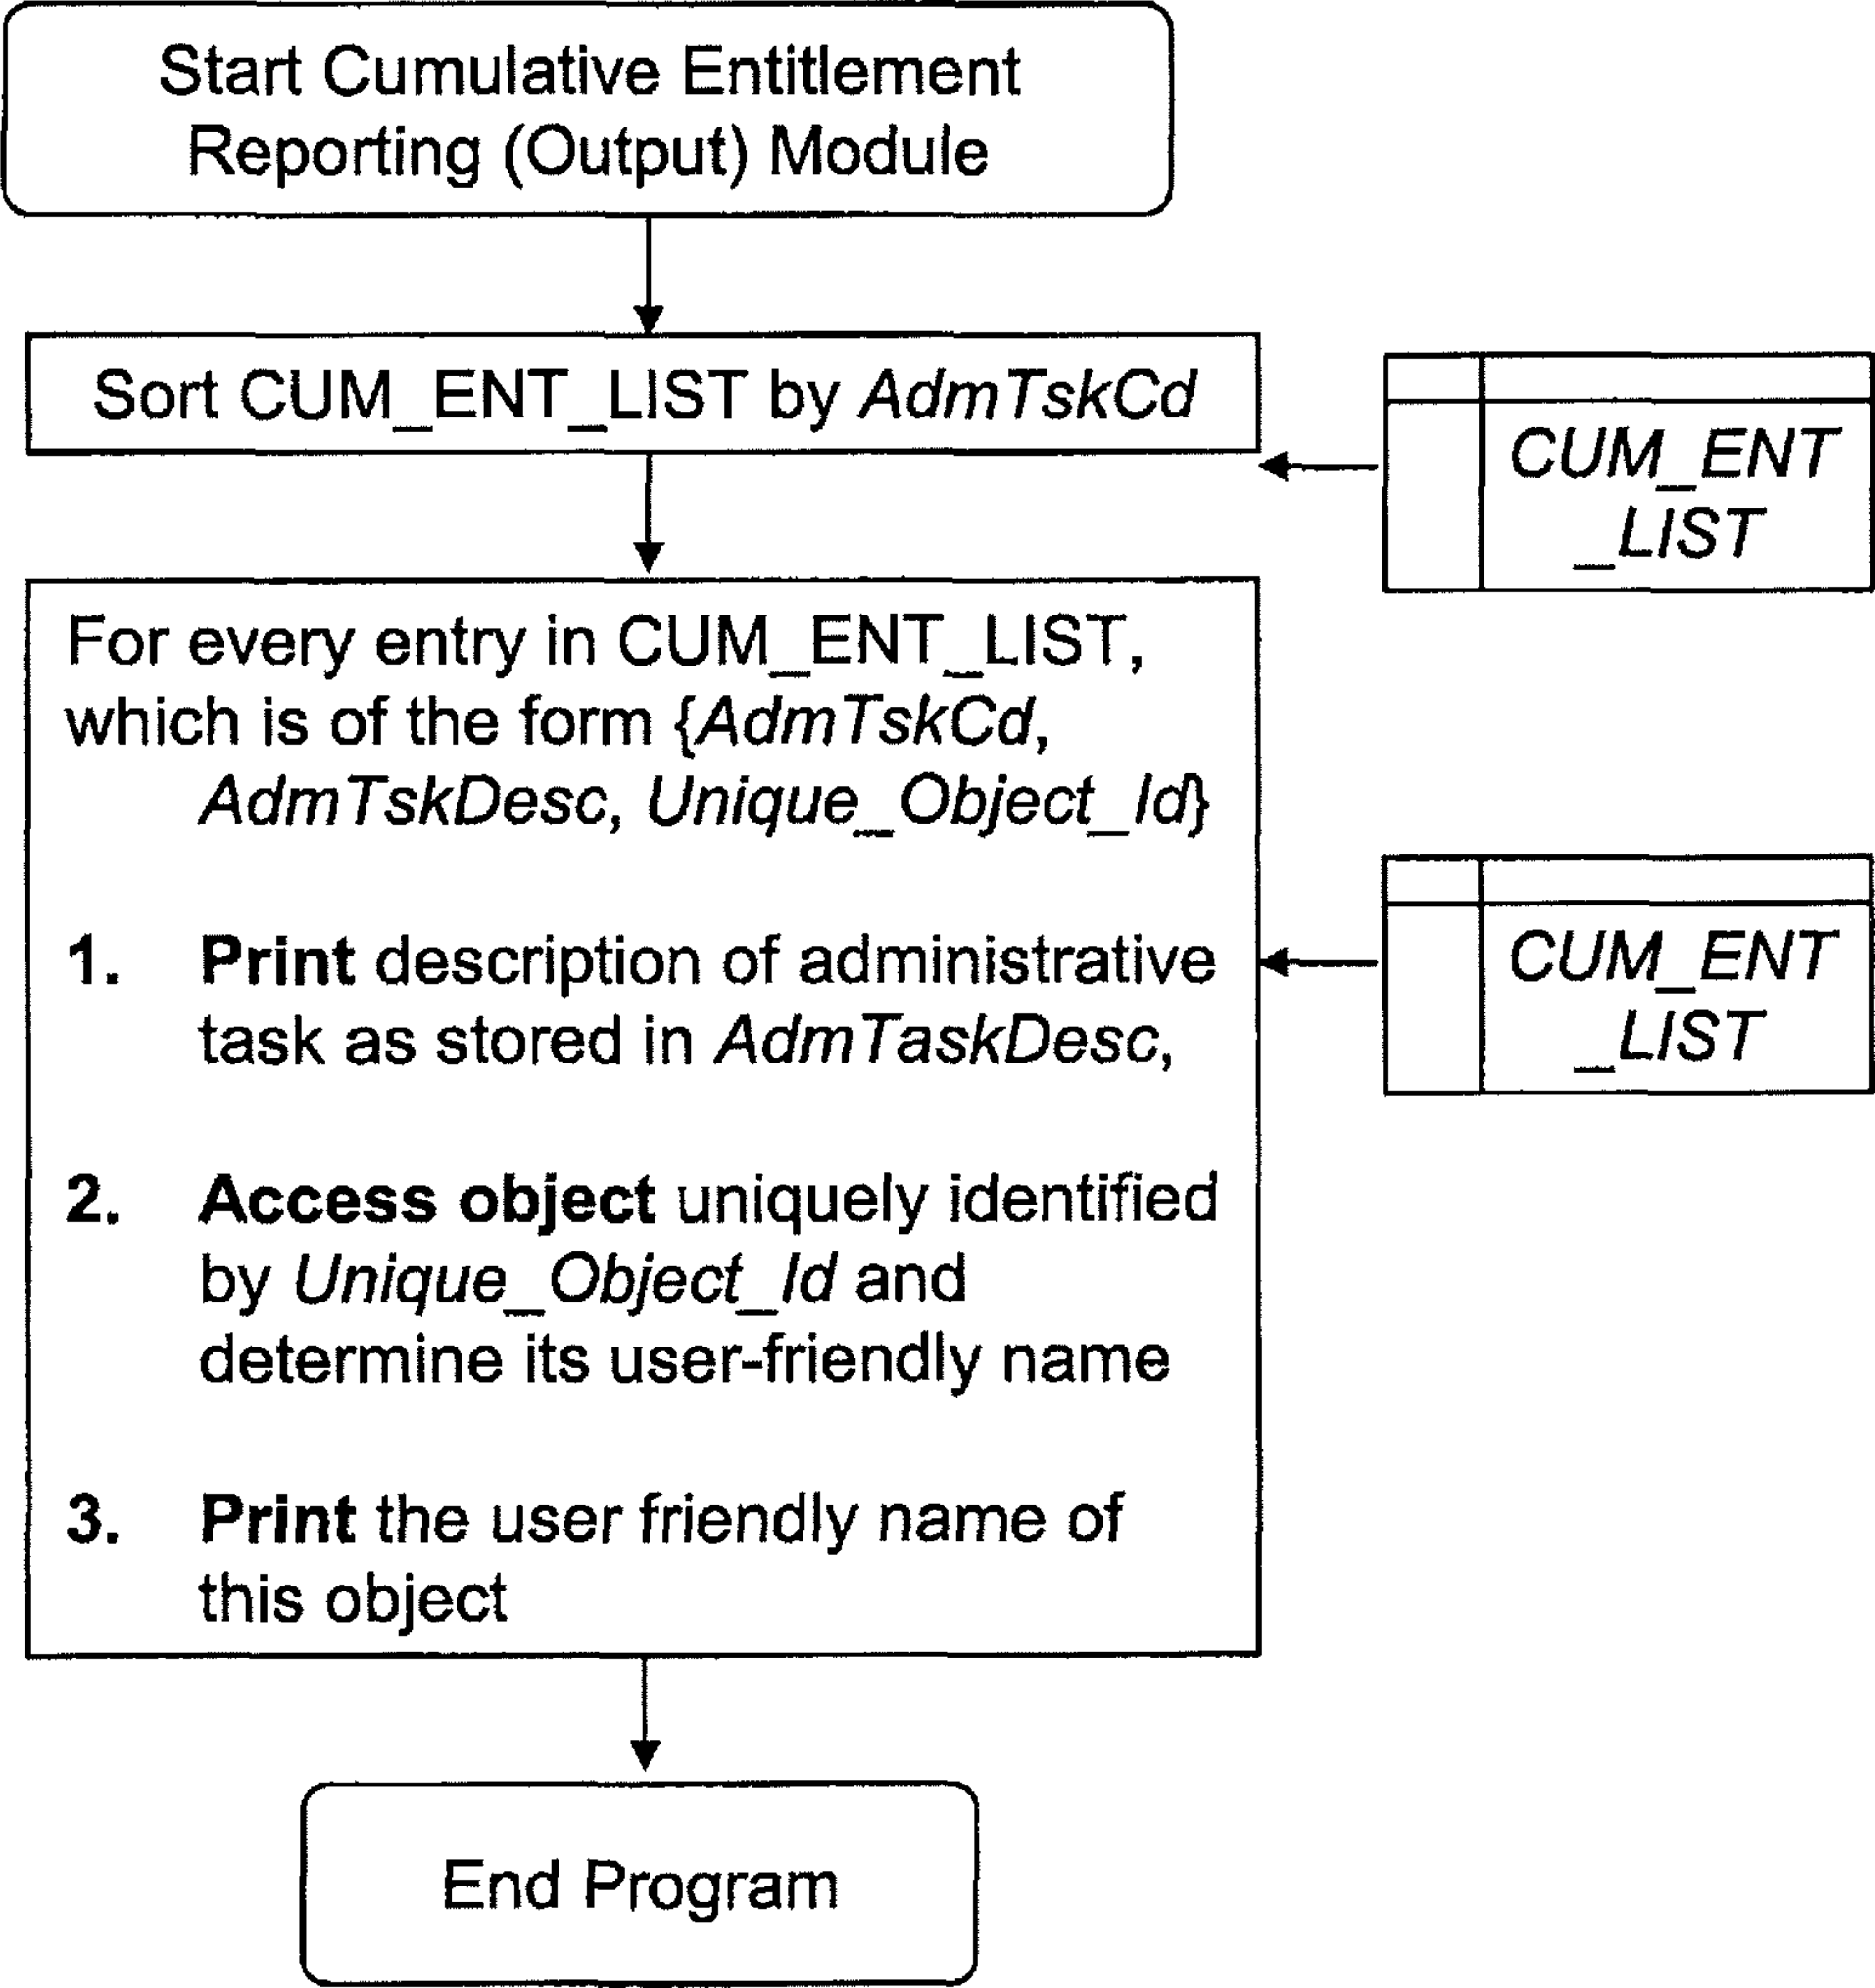 Start Cumulative Entitlement
Reporting (Output) Module
Sort CUM_ENT_LIST by AdmTskCd
CUM_ENT
_LIST
For every entry in CUM_ENT_LIST,
which is of the form {AdmTskCd,
AdmTskDesc, Unique_Object_Id}
1. Print description of administrative
task as stored in AdmTaskDesc,
CUM_ENT
_LIST
2. Access object uniquely identified
by Unique_Object_Id and
determine its user-friendly name
3. Print the user friendly name of
this object
End Program